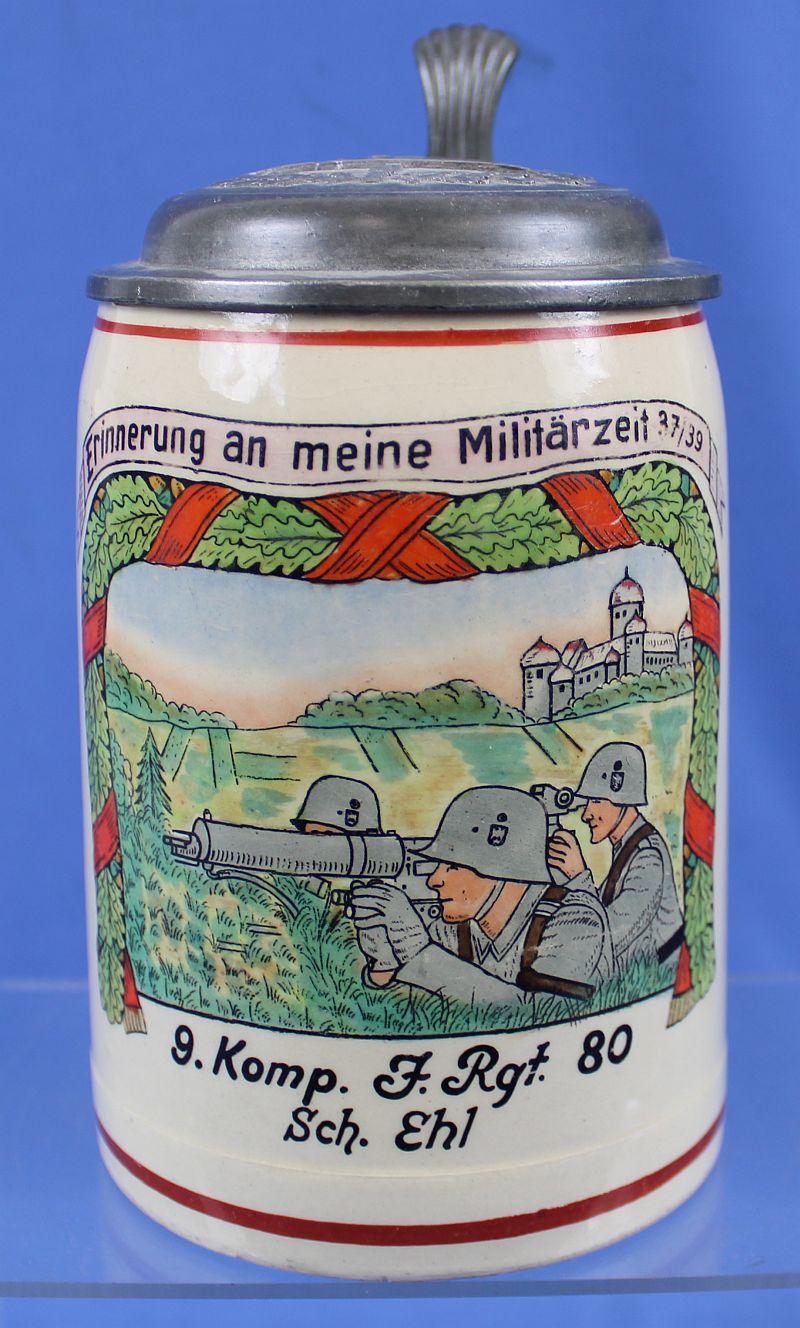 Erinnerung an meine Militärzeit 37/39
9. Komp. J. Rgt. 80
Sch. Ehl